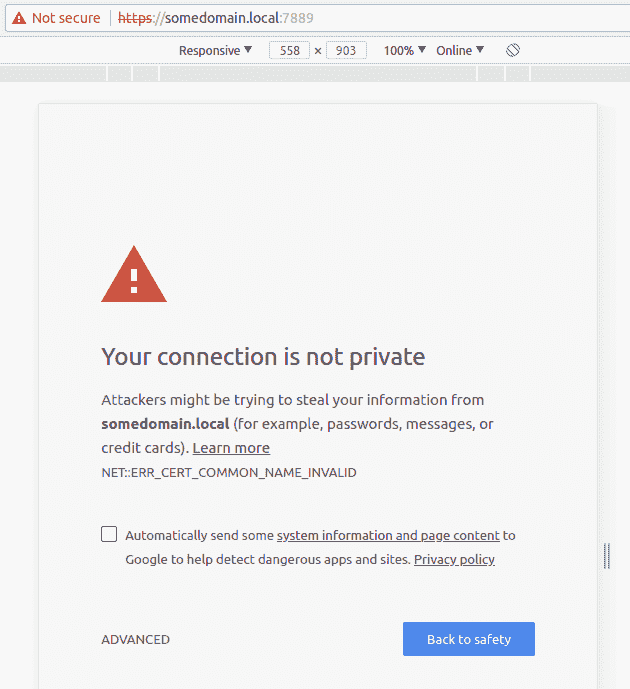 Not secure https://somedomain.local:7889
Responsive 558 × 903 100% Online
Your connection is not private
Attackers might be trying to steal your information from
somedomain.local (for example, passwords, messages, or
credit cards). Learn more
NET::ERR_CERT_COMMON_NAME_INVALID
Automatically send some system information and page content to
Google to help detect dangerous apps and sites. Privacy policy
ADVANCED Back to safety